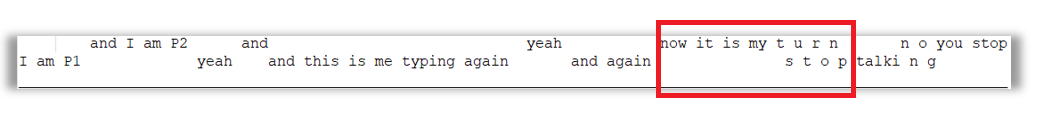 and I am P2 and yeah now it is my t u r n n o you stop
I am P1 yeah and this is me typing again and again s t o p talki n g